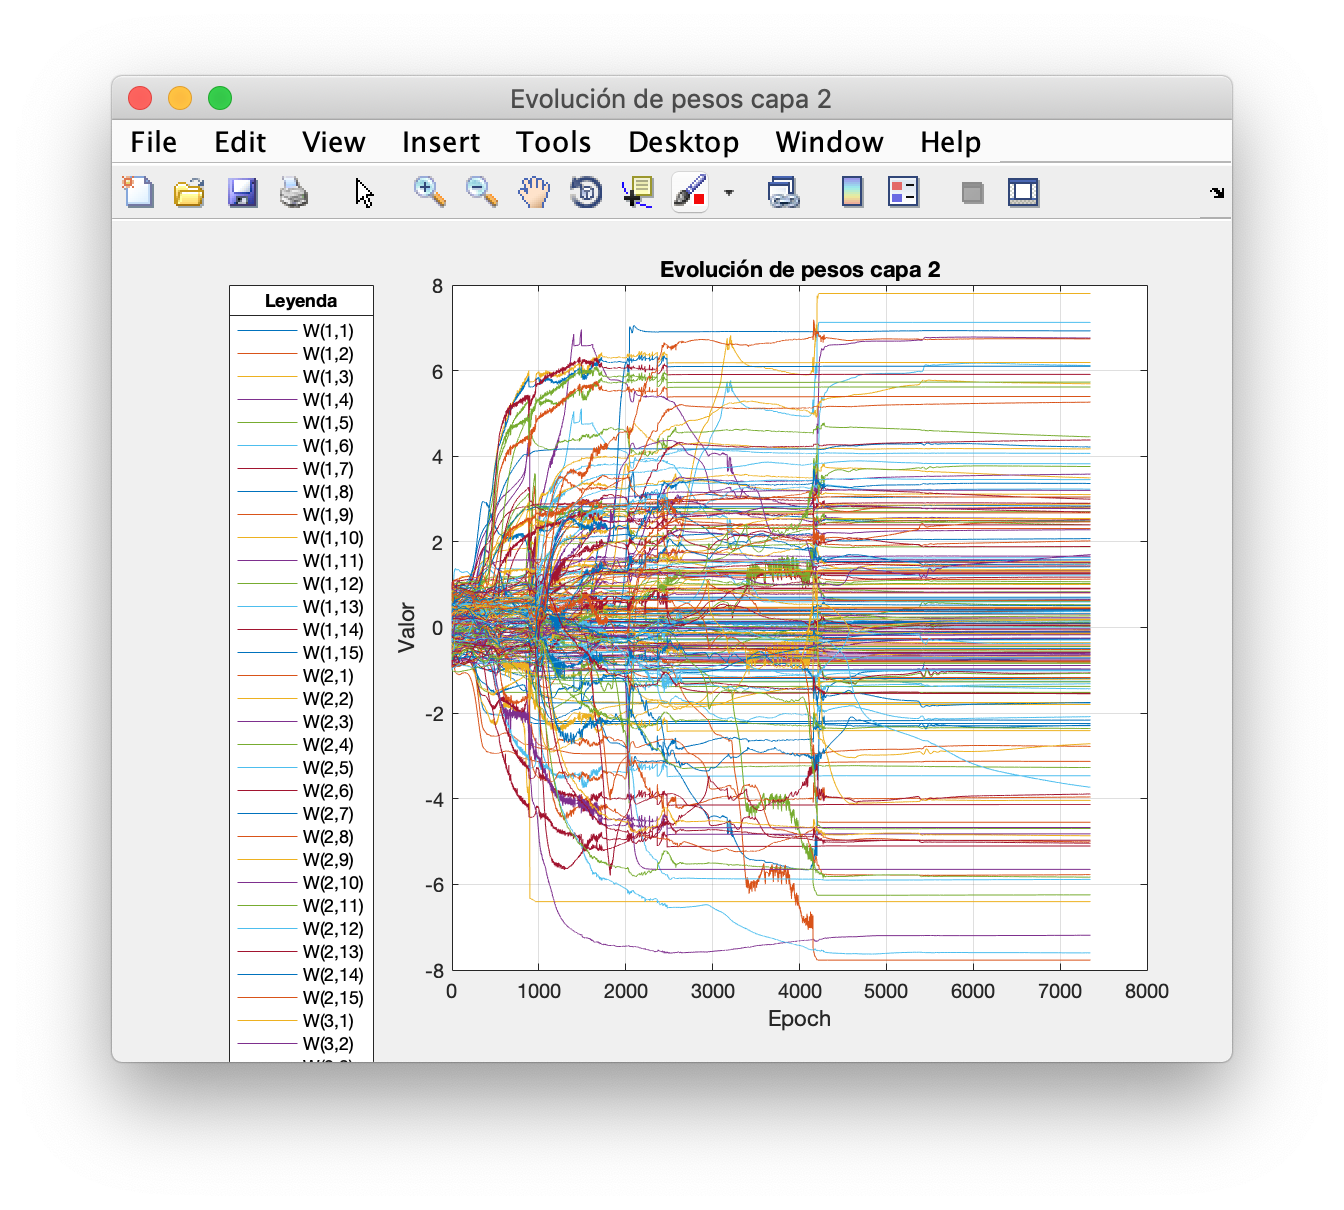 Evolución de pesos capa 2
File Edit View Insert Tools Desktop Window Help
Evolución de pesos capa 2
Leyenda
W(1,1)
W(1,2)
W(1,3)
W(1,4)
W(1,5)
W(1,6)
W(1,7)
W(1,8)
W(1,9)
W(1,10)
W(1,11)
W(1,12)
W(1,13)
W(1,14)
W(1,15)
W(2,1)
W(2,2)
W(2,3)
W(2,4)
W(2,5)
W(2,6)
W(2,7)
W(2,8)
W(2,9)
W(2,10)
W(2,11)
W(2,12)
W(2,13)
W(2,14)
W(2,15)
W(3,1)
W(3,2)
8
6
4
2
0
-2
-4
-6
-8
Valor
0 1000 2000 3000 4000 5000 6000 7000 8000
Epoch